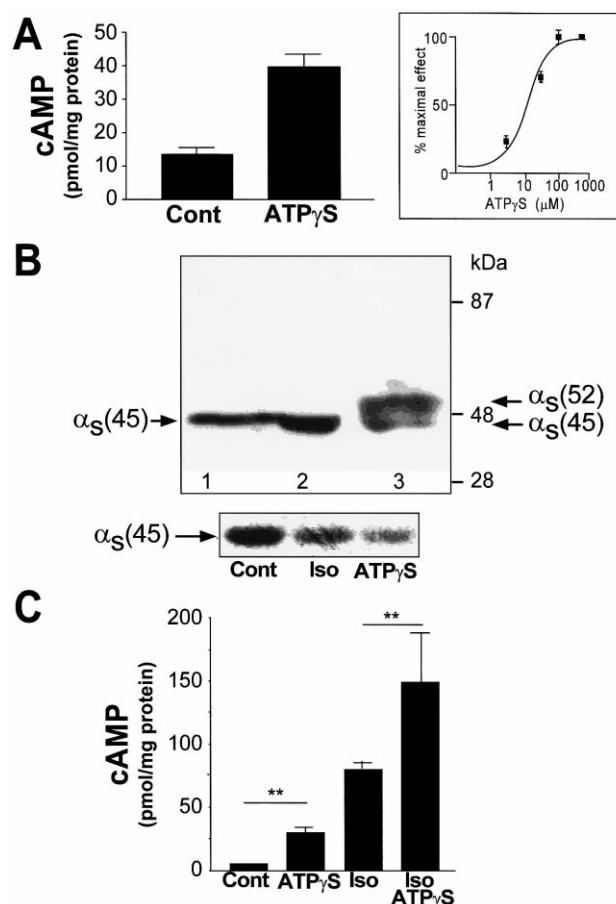 A
cAMP
(pmol/mg protein)
50
40
30
20
10
0
Cont ATPγS
% maximal effect
100
50
1 10 100 1000
ATPγS (μM)
B
kDa
87
αs(52)
αs(45) 48 αs(45)
28
1 2 3
αs(45)
Cont Iso ATPγS
C
cAMP
(pmol/mg protein)
200
150
100
50
0
** **
Cont ATPγS Iso Iso
ATPγS